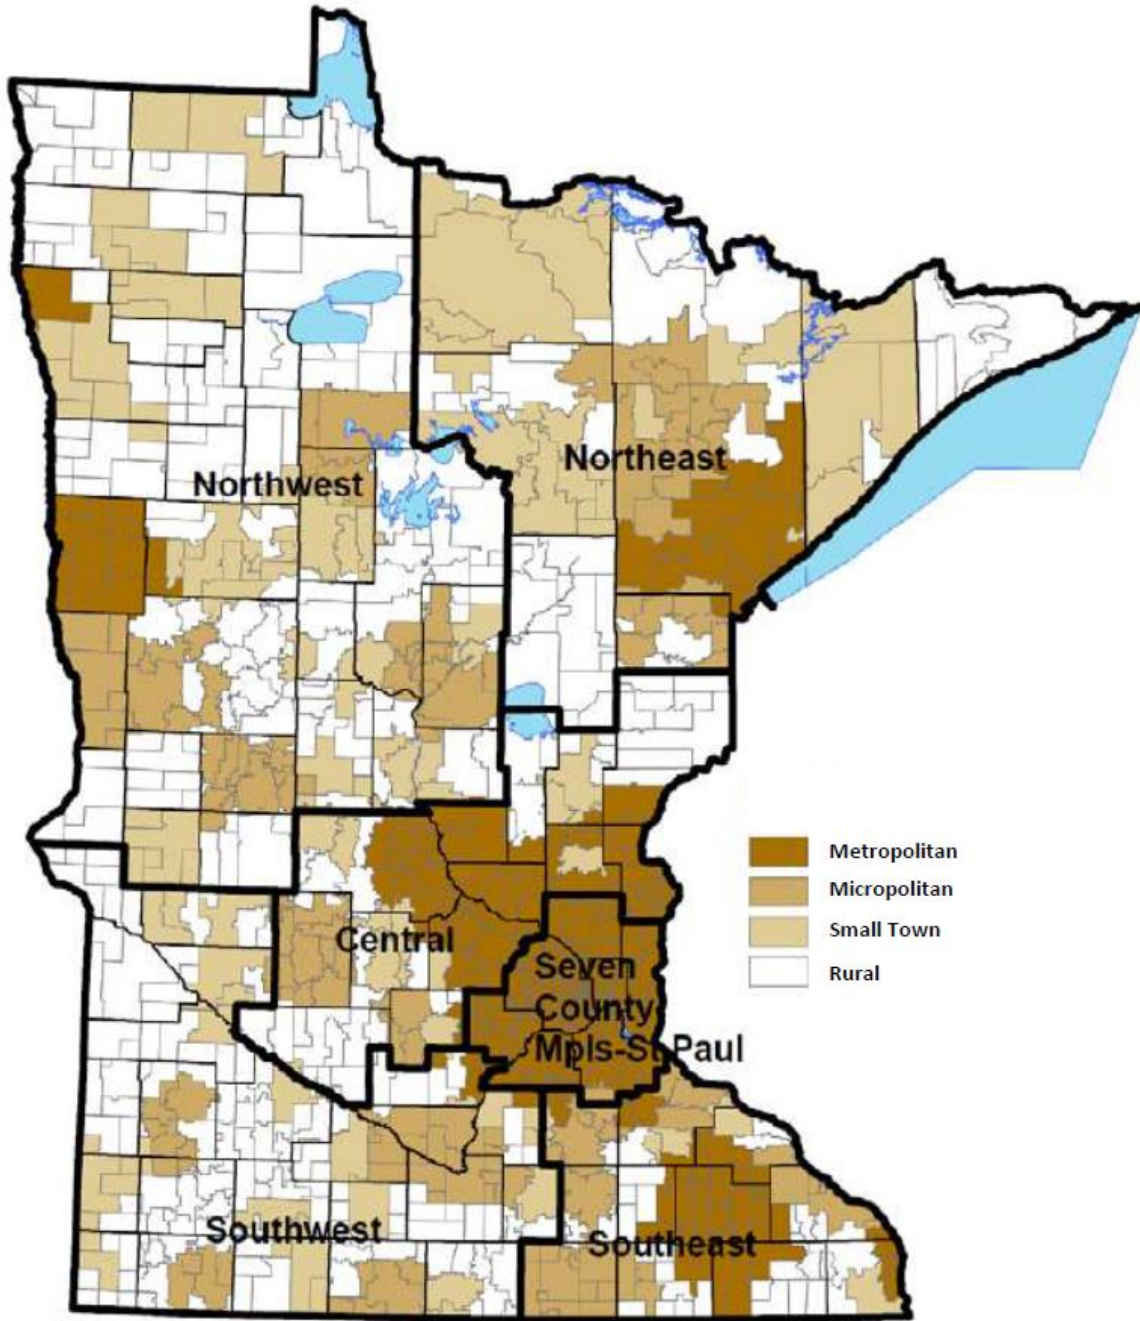 Northeast
Northwest
Metropolitan
Micropolitan
Small Town
Rural
Central
Seven
County
Mpls-St.Paul
Southwest
Southeast